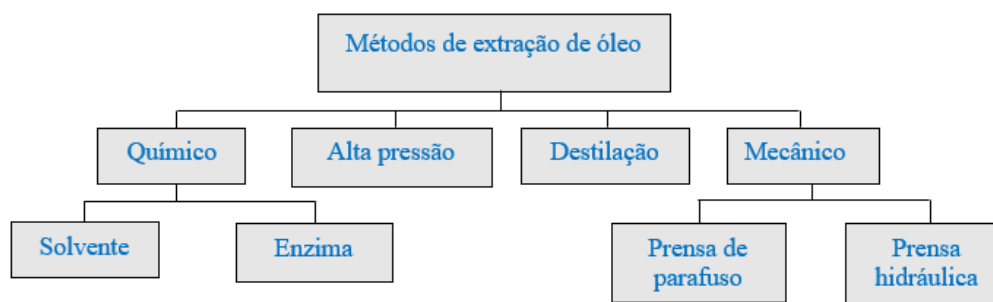 Métodos de extração de óleo
Químico
Alta pressão
Destilação
Mecânico
Solvente
Enzima
Prensa de
parafuso
Prensa
hidráulica